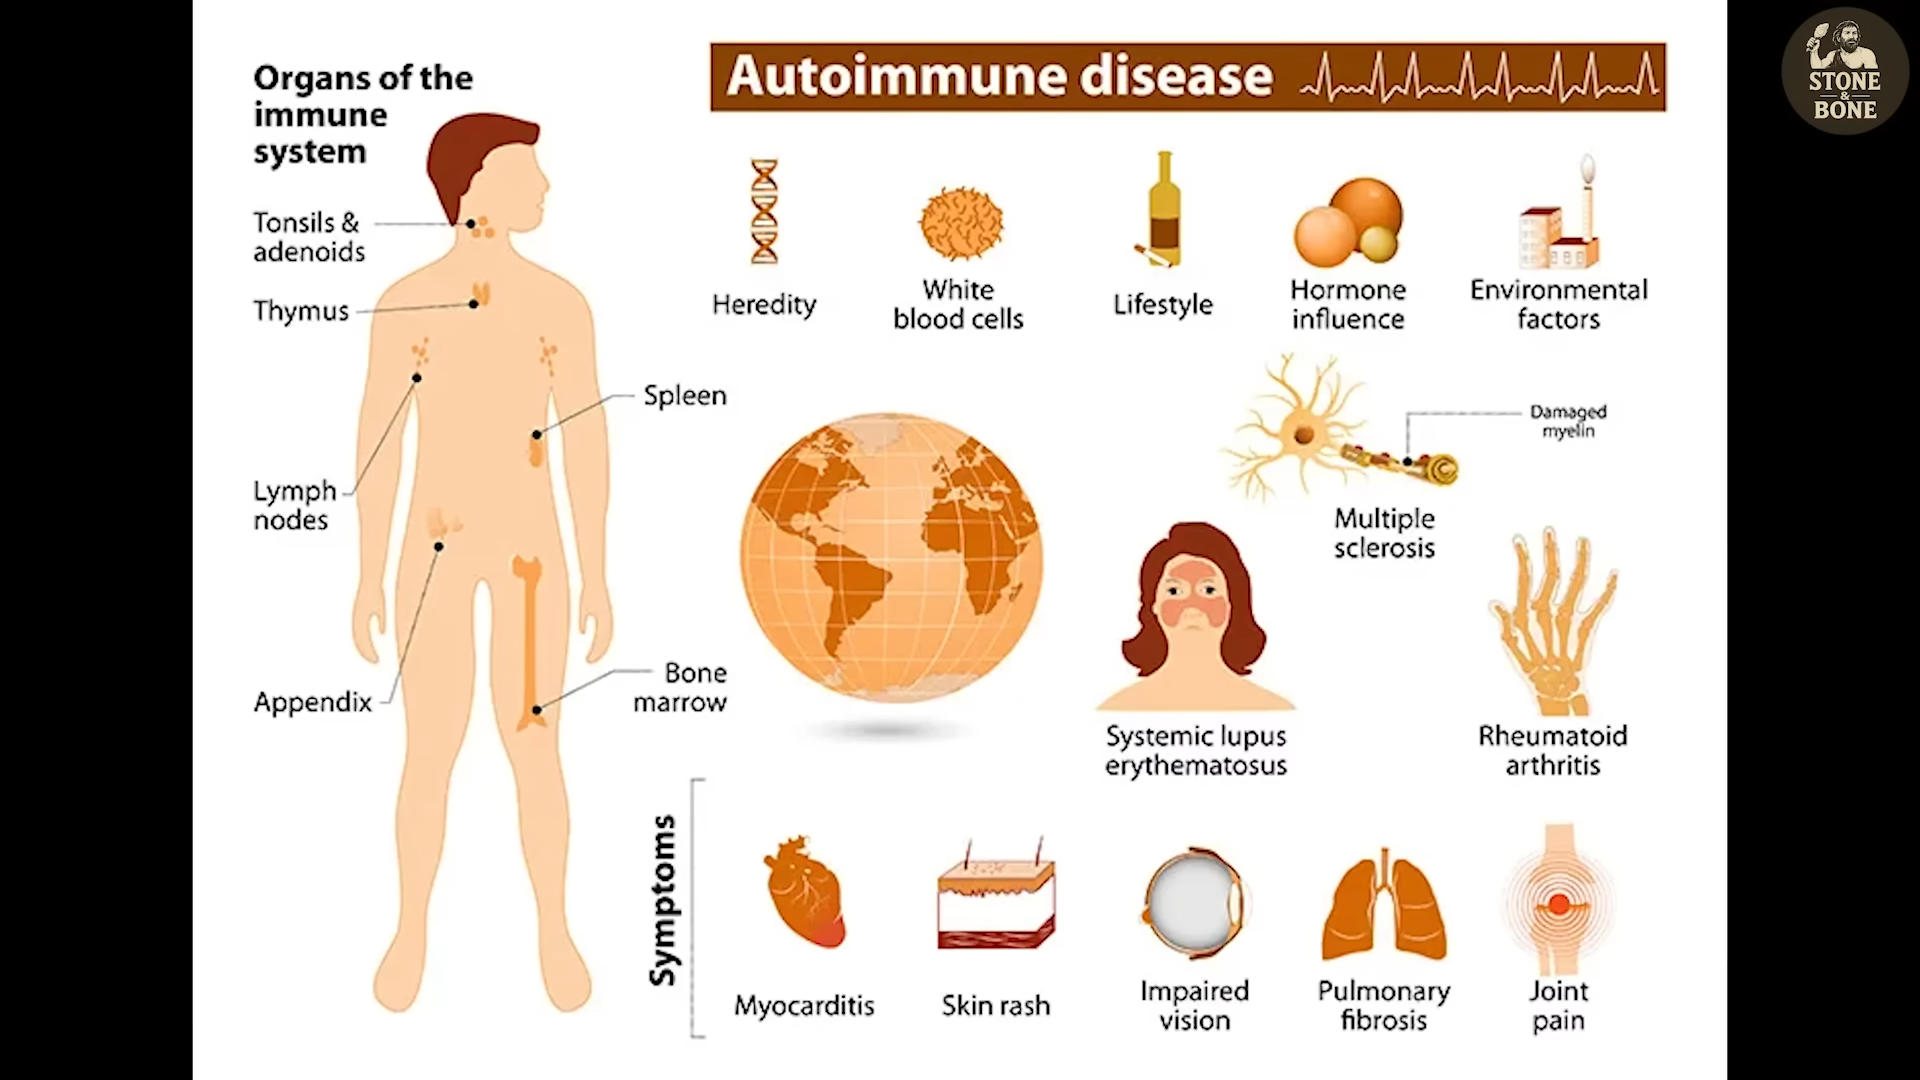 Organs of the
immune
system
Tonsils &
adenoids
Thymus
Lymph
nodes
Appendix
Spleen
Bone
marrow
Autoimmune disease
Heredity
White
blood cells
Lifestyle
Hormone
influence
Environmental
factors
Damaged
myelin
Multiple
sclerosis
Systemic lupus
erythematosus
Rheumatoid
arthritis
Symptoms
Myocarditis
Skin rash
Impaired
vision
Pulmonary
fibrosis
Joint
pain
STONE
&
BONE